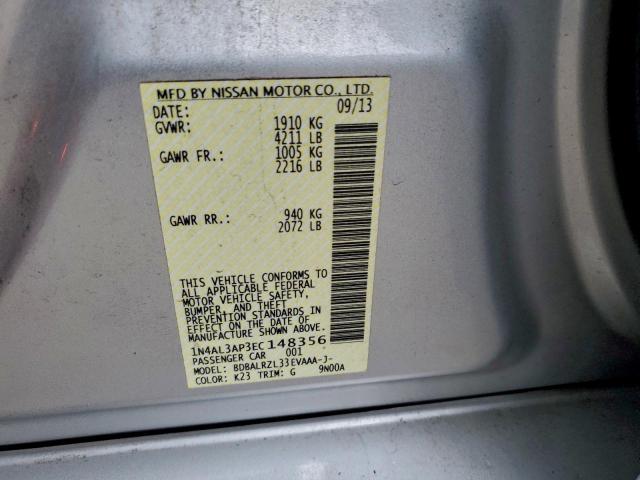 MFD BY NISSAN MOTOR CO., LTD.
DATE: 09/13
GVWR: 1910 KG
4211 LB
GAWR FR.: 1005 KG
2216 LB
GAWR RR.: 940 KG
2072 LB
THIS VEHICLE CONFORMS TO
ALL APPLICABLE FEDERAL
MOTOR VEHICLE SAFETY,
BUMPER, AND THEFT
PREVENTION STANDARDS IN
EFFECT ON THE DATE OF
MANUFACTURE SHOWN ABOVE.
1N4AL3AP3EC148356
PASSENGER CAR 001
MODEL: BDBALRZL33EVAAA-J-
COLOR: K23 TRIM: G 9N00A